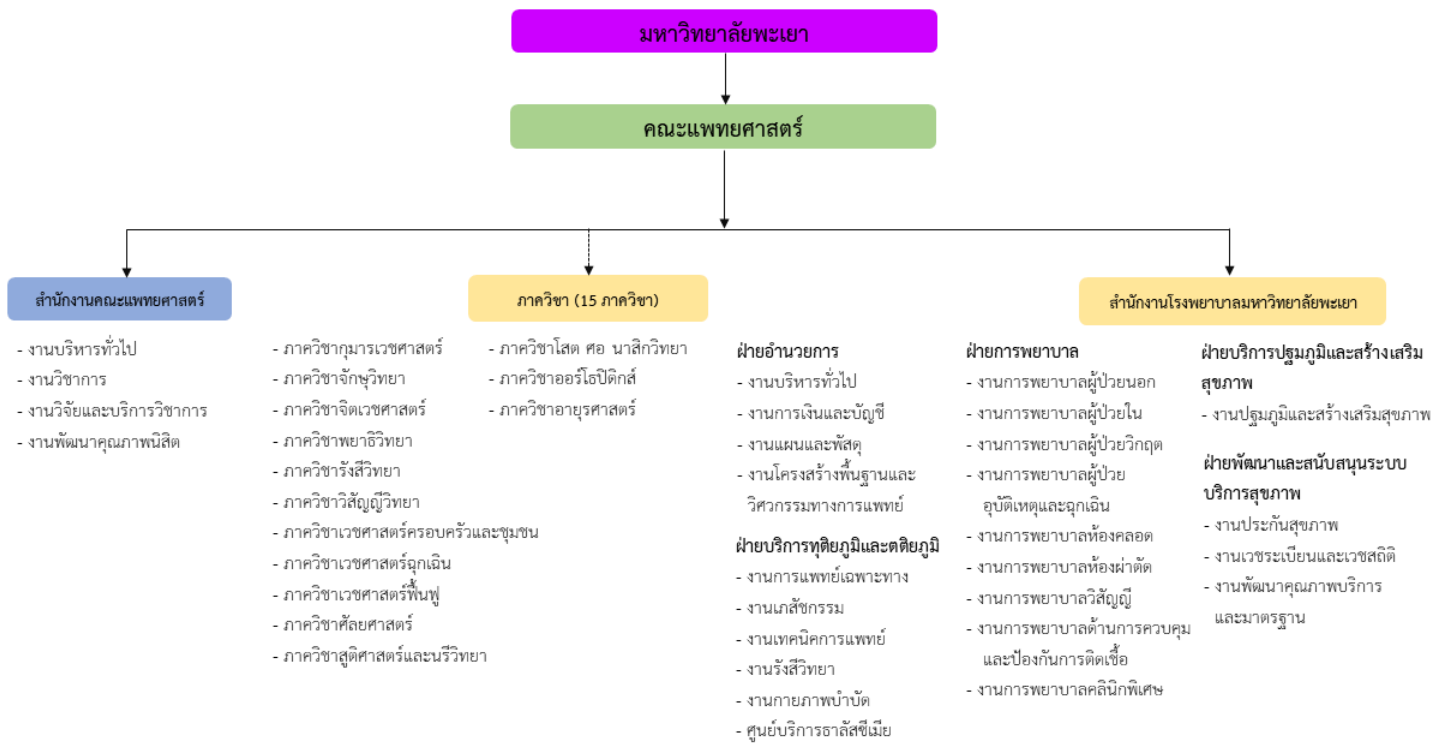 มหาวิทยาลัยพะเยา
คณะแพทยศาสตร์
สำนักงานคณะแพทยศาสตร์
- งานบริหารทั่วไป
- งานวิชาการ
- งานวิจัยและบริการวิชาการ
- งานพัฒนาคุณภาพนิสิต
ภาควิชา (15 ภาควิชา)
- ภาควิชากุมารเวชศาสตร์
- ภาควิชาจักษุวิทยา
- ภาควิชาจิตเวชศาสตร์
- ภาควิชาพยาธิวิทยา
- ภาควิชารังสีวิทยา
- ภาควิชาวิสัญญีวิทยา
- ภาควิชาเวชศาสตร์ครอบครัวและชุมชน
- ภาควิชาเวชศาสตร์ฉุกเฉิน
- ภาควิชาเวชศาสตร์ฟื้นฟู
- ภาควิชาศัลยศาสตร์
- ภาควิชาสูติศาสตร์และนรีวิทยา
- ภาควิชาโสต ศอ นาสิกวิทยา
- ภาควิชาออร์โธปิดิกส์
- ภาควิชาอายุรศาสตร์
สำนักงานโรงพยาบาลมหาวิทยาลัยพะเยา
ฝ่ายอำนวยการ
- งานบริหารทั่วไป
- งานการเงินและบัญชี
- งานแผนและพัสดุ
- งานโครงสร้างพื้นฐานและ
วิศวกรรมทางการแพทย์
ฝ่ายบริการทุติยภูมิและตติยภูมิ
- งานการแพทย์เฉพาะทาง
- งานเภสัชกรรม
- งานเทคนิคการแพทย์
- งานรังสีวิทยา
- งานกายภาพบำบัด
- ศูนย์บริการธาลัสซีเมีย
ฝ่ายการพยาบาล
- งานการพยาบาลผู้ป่วยนอก
- งานการพยาบาลผู้ป่วยใน
- งานการพยาบาลผู้ป่วยวิกฤต
- งานการพยาบาลผู้ป่วย
อุบัติเหตุและฉุกเฉิน
- งานการพยาบาลห้องคลอด
- งานการพยาบาลห้องผ่าตัด
- งานการพยาบาลวิสัญญี
- งานการพยาบาลด้านการควบคุม
และป้องกันการติดเชื้อ
- งานการพยาบาลคลินิกพิเศษ
ฝ่ายบริการปฐมภูมิและสร้างเสริม
สุขภาพ
- งานปฐมภูมิและสร้างเสริมสุขภาพ
ฝ่ายพัฒนาและสนับสนุนระบบ
บริการสุขภาพ
- งานประกันสุขภาพ
- งานเวชระเบียนและเวชสถิติ
- งานพัฒนาคุณภาพบริการ
และมาตรฐาน